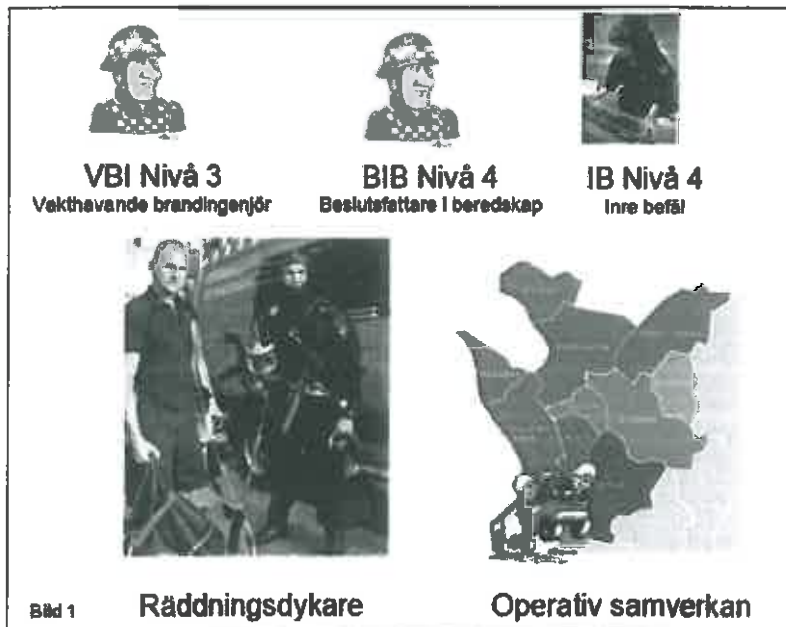 VBI Nivå 3
Vakthavande brandingenjör
BIB Nivå 4
Beslutsfattare i beredskap
IB Nivå 4
Inre befäl
Räddningsdykare
Operativ samverkan
Bild 1